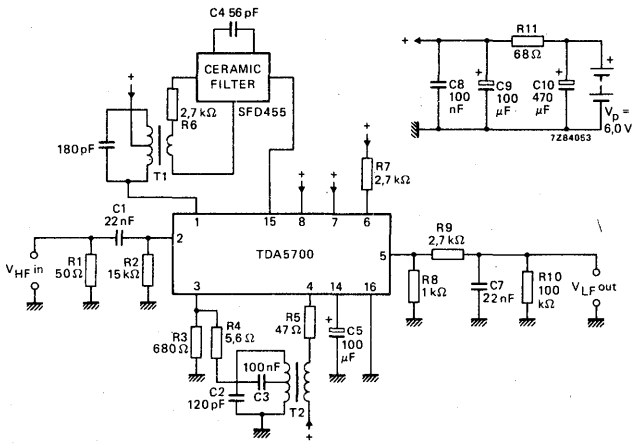 C4 56 pF
CERAMIC
FILTER
SFD455
2,7 kΩ
R6
+
180 pF
T1
R11
68 Ω
+
C8
100
nF
+
C9
100
μF
+
C10
470
μF
+
Vp =
6,0 V
7Z84053
+
R7
2,7 kΩ
+
+
C1
22 nF
VHF in
R1
50 Ω
R2
15 kΩ
1
15
8
7
6
2
TDA5700
5
3
4
14
16
R9
2,7 kΩ
R8
1 kΩ
C7
22 nF
R10
100
kΩ
VLF out
R3
680 Ω
R4
5,6 Ω
R5
47 Ω
+
C5
100
μF
100 nF
C3
C2
120 pF
T2
+